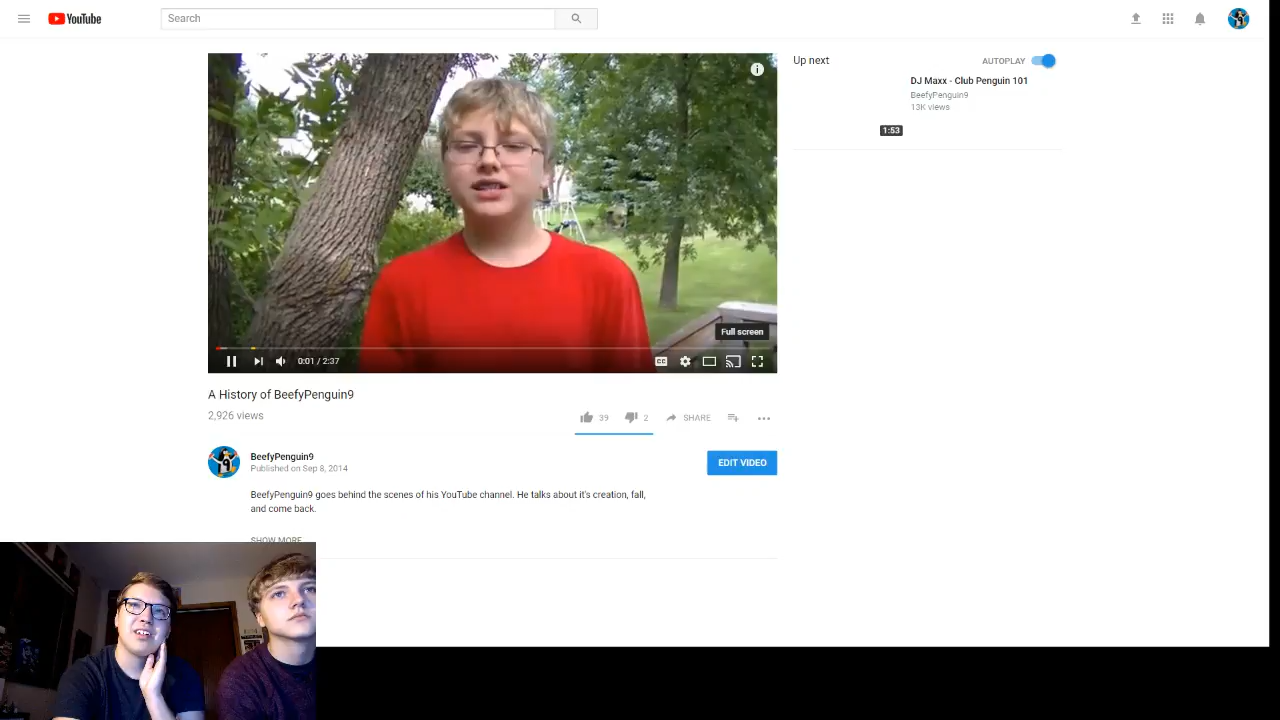 YouTube
Search
Up next
AUTOPLAY
DJ Maxx - Club Penguin 101
BeefyPenguin9
13K views
1:53
Full screen
0:01 / 2:37
CC
A History of BeefyPenguin9
2,926 views
39
2
SHARE
BeefyPenguin9
Published on Sep 8, 2014
EDIT VIDEO
BeefyPenguin9 goes behind the scenes of his YouTube channel. He talks about it's creation, fall,
and come back.
SHOW MORE